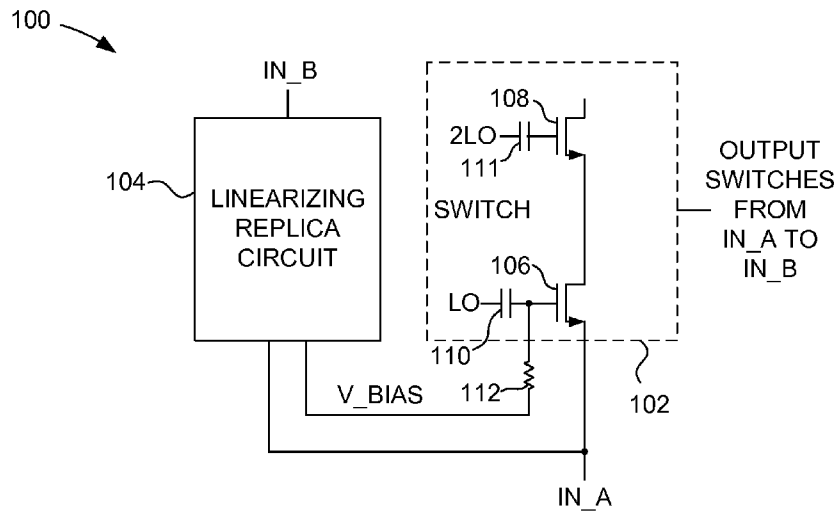 100
IN_B
108
2LO
111
104
LINEARIZING
REPLICA
CIRCUIT
SWITCH
OUTPUT
SWITCHES
FROM
IN_A TO
IN_B
106
LO
110
112
V_BIAS
102
IN_A